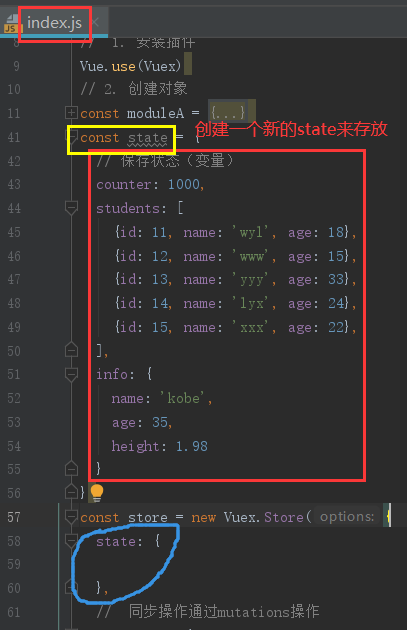 index.js
8 // 1. 安装插件
9 Vue.use(Vuex)
10 // 2. 创建对象
11 const moduleA = {...}
41 const state = { 创建一个新的state来存放
42 // 保存状态（变量）
43 counter: 1000,
44 students: [
45 {id: 11, name: 'wyl', age: 18},
46 {id: 12, name: 'www', age: 15},
47 {id: 13, name: 'yyy', age: 33},
48 {id: 14, name: 'lyx', age: 24},
49 {id: 15, name: 'xxx', age: 22},
50 ],
51 info: {
52 name: 'kobe',
53 age: 35,
54 height: 1.98
55 }
56 }
57 const store = new Vuex.Store( options: {
58 state: {
59
60 },
61 // 同步操作通过mutations操作